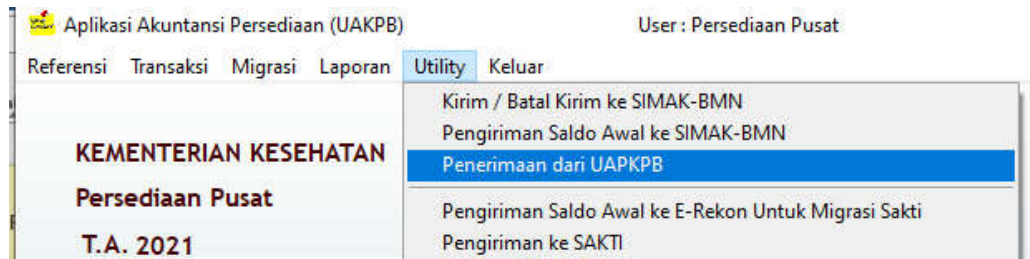 Aplikasi Akuntansi Persediaan (UAKPB) User : Persediaan Pusat
Referensi Transaksi Migrasi Laporan Utility Keluar
Kirim / Batal Kirim ke SIMAK-BMN
Pengiriman Saldo Awal ke SIMAK-BMN
Penerimaan dari UAPKPB
Pengiriman Saldo Awal ke E-Rekon Untuk Migrasi Sakti
Pengiriman ke SAKTI
KEMENTERIAN KESEHATAN
Persediaan Pusat
T.A. 2021